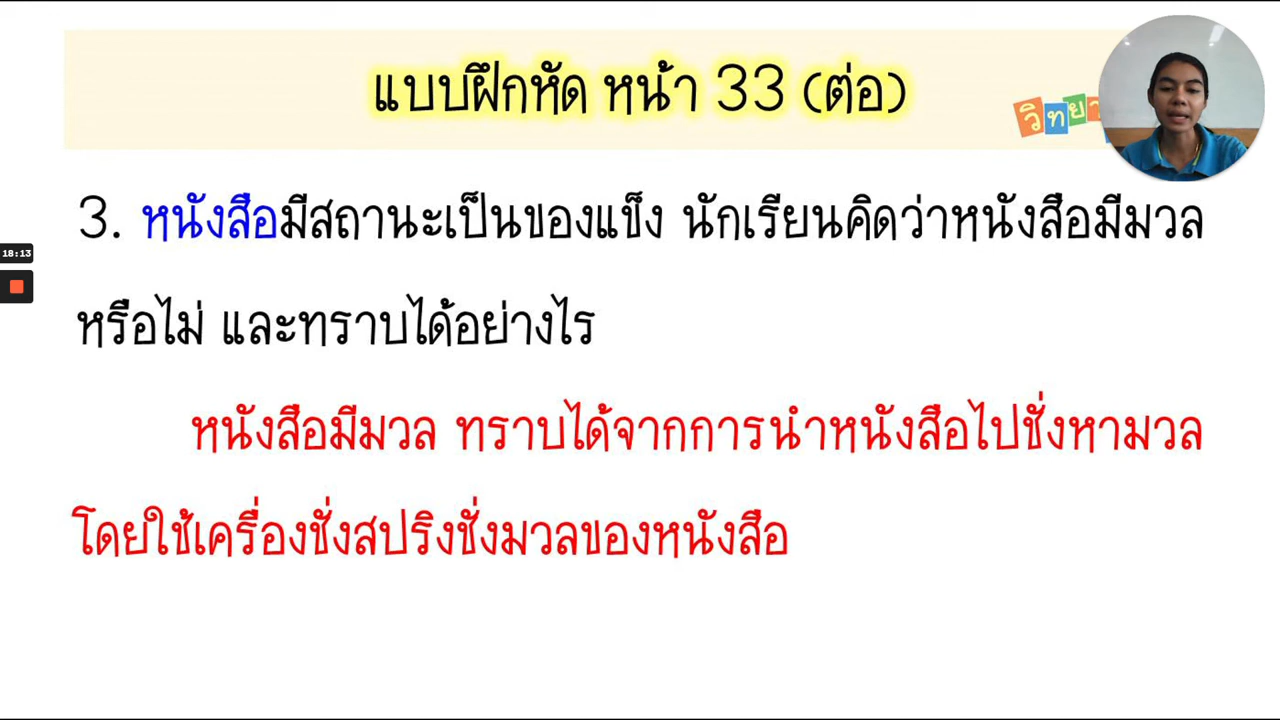 แบบฝึกหัด หน้า 33 (ต่อ)
วิทยา
3. หนังสือมีสถานะเป็นของแข็ง นักเรียนคิดว่าหนังสือมีมวล
18:13
หรือไม่ และทราบได้อย่างไร
หนังสือมีมวล ทราบได้จากการนำหนังสือไปชั่งหามวล
โดยใช้เครื่องชั่งสปริงชั่งมวลของหนังสือ